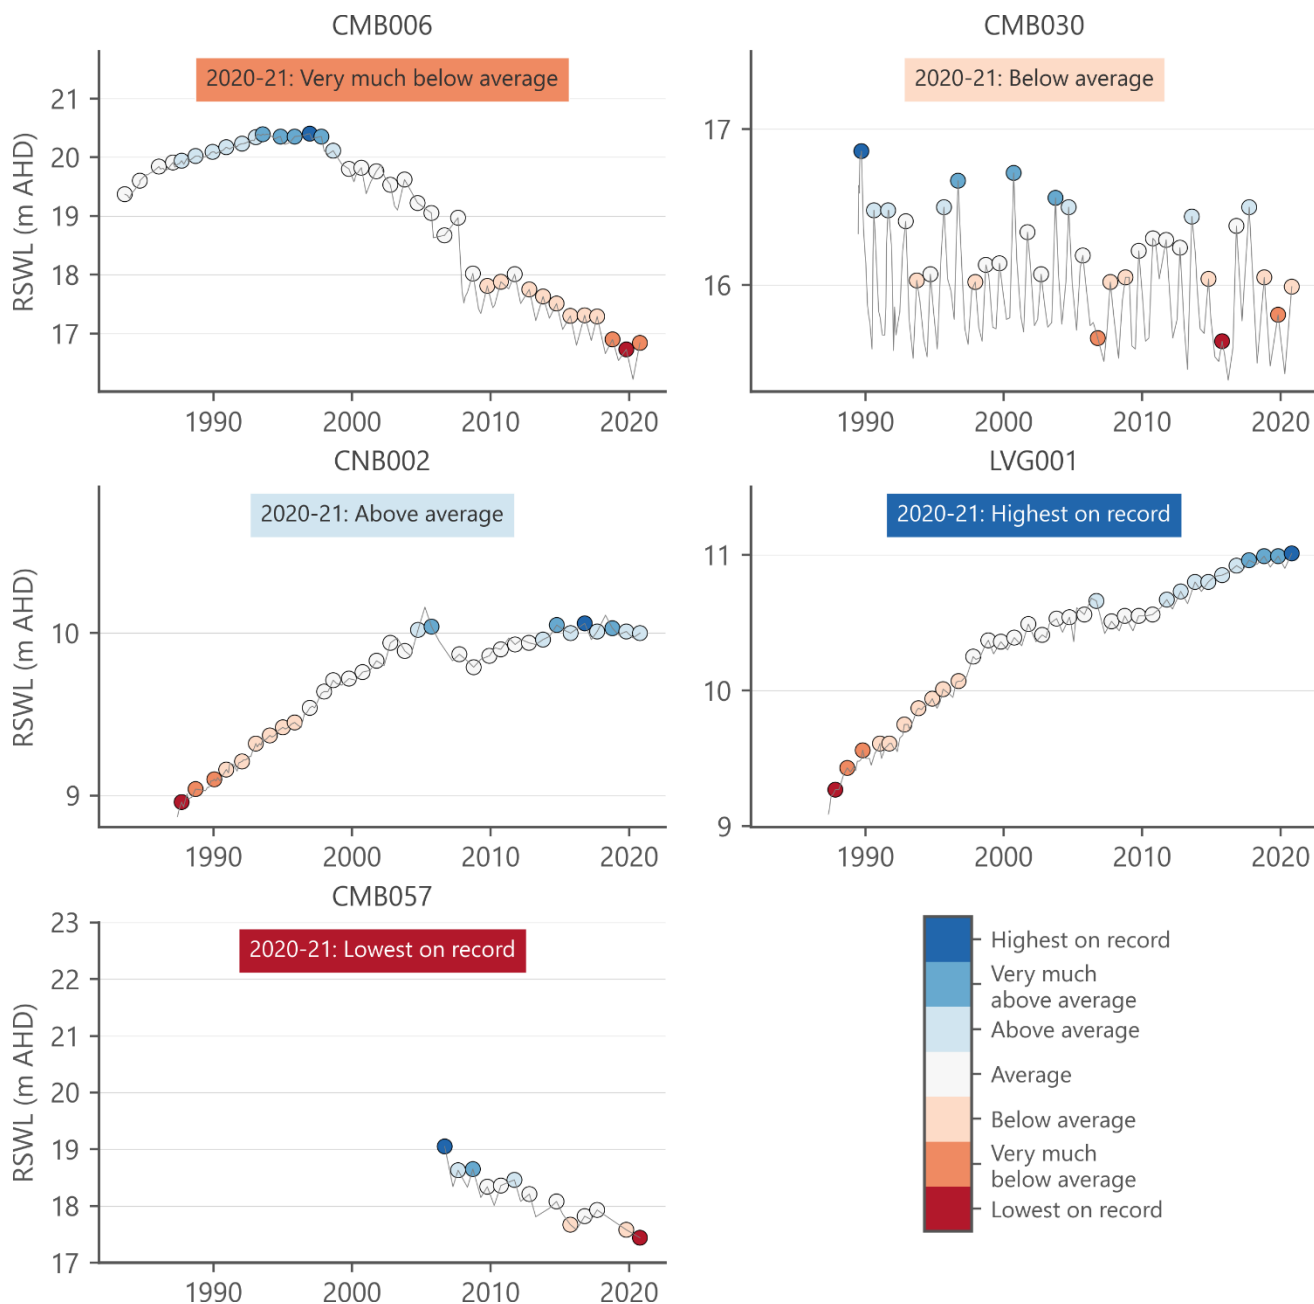 CMB006
2020-21: Very much below average
RSWL (m AHD)
21
20
19
18
17
1990
2000
2010
2020
CMB030
2020-21: Below average
17
16
1990
2000
2010
2020
CNB002
2020-21: Above average
RSWL (m AHD)
10
9
1990
2000
2010
2020
LVG001
2020-21: Highest on record
11
10
9
1990
2000
2010
2020
CMB057
2020-21: Lowest on record
RSWL (m AHD)
23
22
21
20
19
18
17
1990
2000
2010
2020
Highest on record
Very much
above average
Above average
Average
Below average
Very much
below average
Lowest on record